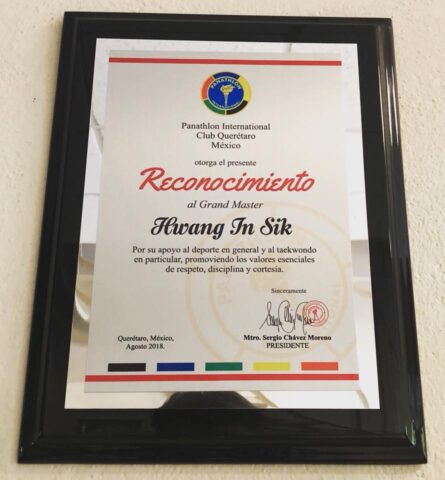 PANATHLON
INTERNATIONAL
Panathlon International
Club Querétaro
México
otorga el presente
Reconocimiento
al Grand Master
Hwang In Sik
Por su apoyo al deporte en general y al taekwondo
en particular, promoviendo los valores esenciales
de respeto, disciplina y cortesía.
Sinceramente
Querétaro, México,
Agosto 2018.
Mtro. Sergio Chávez Moreno
PRESIDENTE